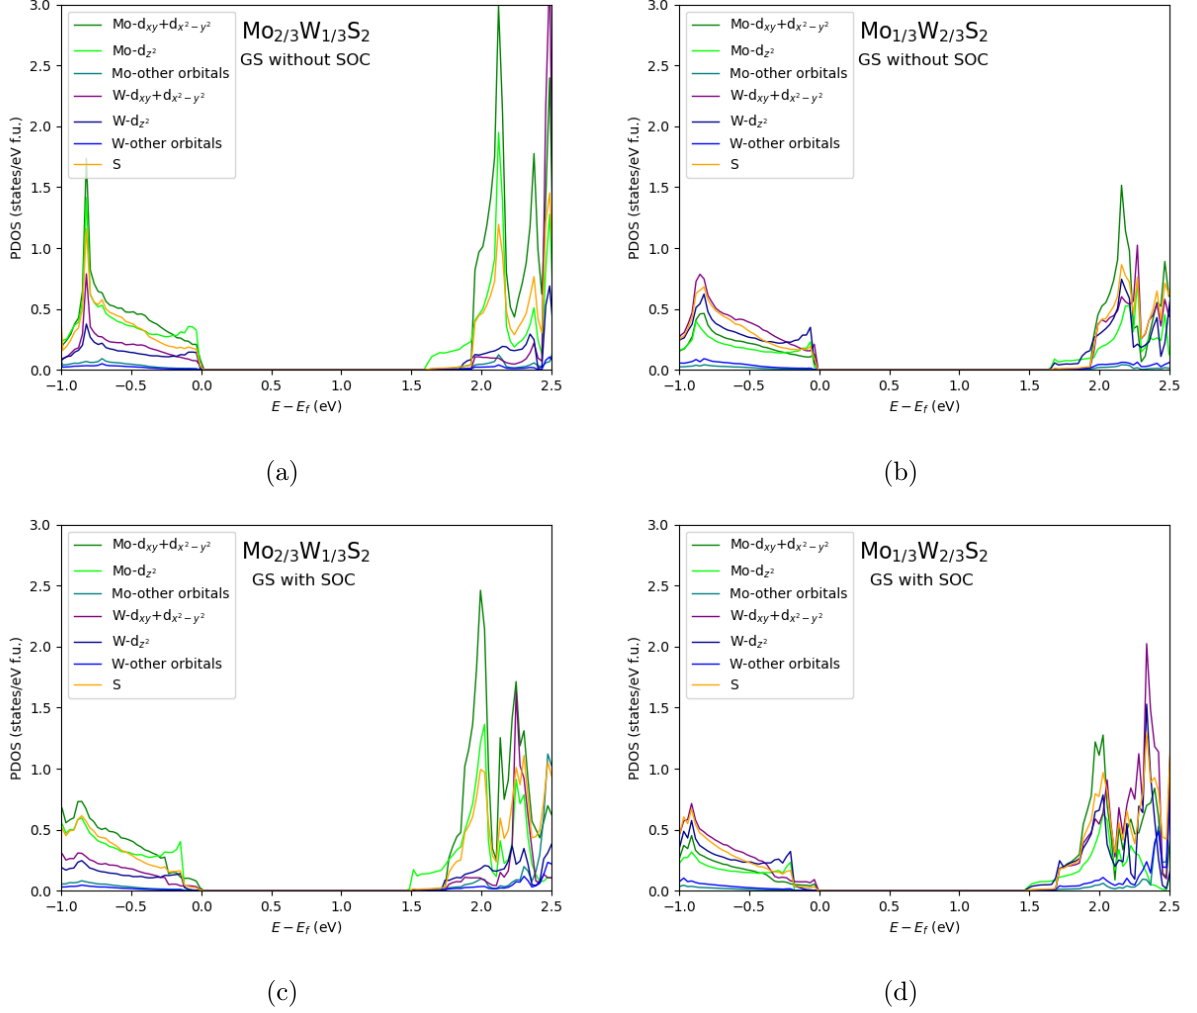 Mo₂/₃W₁/₃S₂
GS without SOC
Mo-dxy+dx²−y²
Mo-dz²
Mo-other orbitals
W-dxy+dx²−y²
W-dz²
W-other orbitals
S
PDOS (states/eV f.u.)
3.0
2.5
2.0
1.5
1.0
0.5
0.0
−1.0 −0.5 0.0 0.5 1.0 1.5 2.0 2.5
E − Ef (eV)
(a)
Mo₁/₃W₂/₃S₂
GS without SOC
Mo-dxy+dx²−y²
Mo-dz²
Mo-other orbitals
W-dxy+dx²−y²
W-dz²
W-other orbitals
S
PDOS (states/eV f.u.)
3.0
2.5
2.0
1.5
1.0
0.5
0.0
−1.0 −0.5 0.0 0.5 1.0 1.5 2.0 2.5
E − Ef (eV)
(b)
Mo₂/₃W₁/₃S₂
GS with SOC
Mo-dxy+dx²−y²
Mo-dz²
Mo-other orbitals
W-dxy+dx²−y²
W-dz²
W-other orbitals
S
PDOS (states/eV f.u.)
3.0
2.5
2.0
1.5
1.0
0.5
0.0
−1.0 −0.5 0.0 0.5 1.0 1.5 2.0 2.5
E − Ef (eV)
(c)
Mo₁/₃W₂/₃S₂
GS with SOC
Mo-dxy+dx²−y²
Mo-dz²
Mo-other orbitals
W-dxy+dx²−y²
W-dz²
W-other orbitals
S
PDOS (states/eV f.u.)
3.0
2.5
2.0
1.5
1.0
0.5
0.0
−1.0 −0.5 0.0 0.5 1.0 1.5 2.0 2.5
E − Ef (eV)
(d)